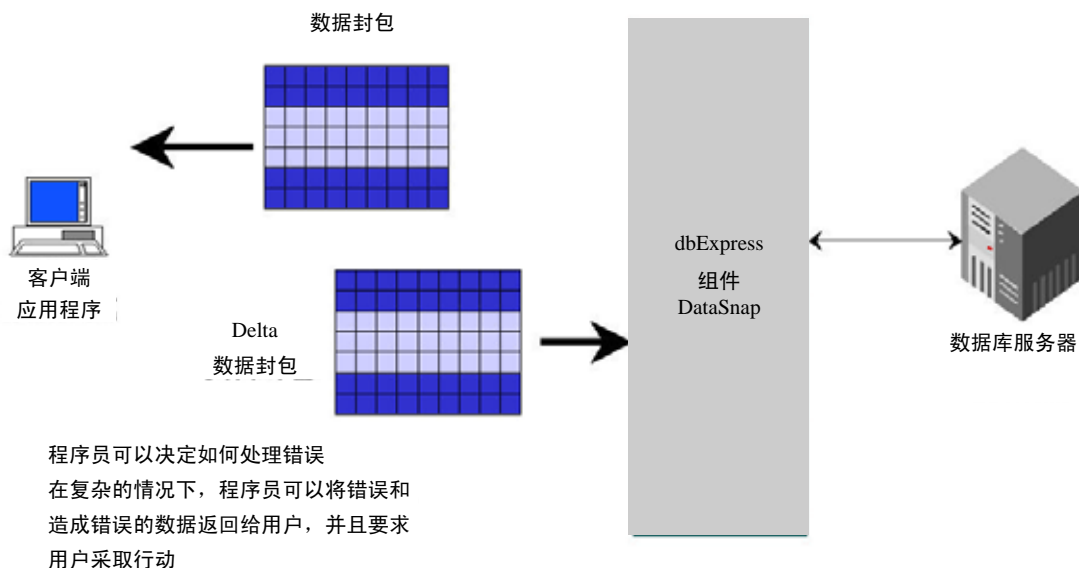 数据封包
dbExpress
组件
DataSnap
客户端
应用程序
Delta
数据封包
数据库服务器
程序员可以决定如何处理错误
在复杂的情况下，程序员可以将错误和
造成错误的数据返回给用户，并且要求
用户采取行动